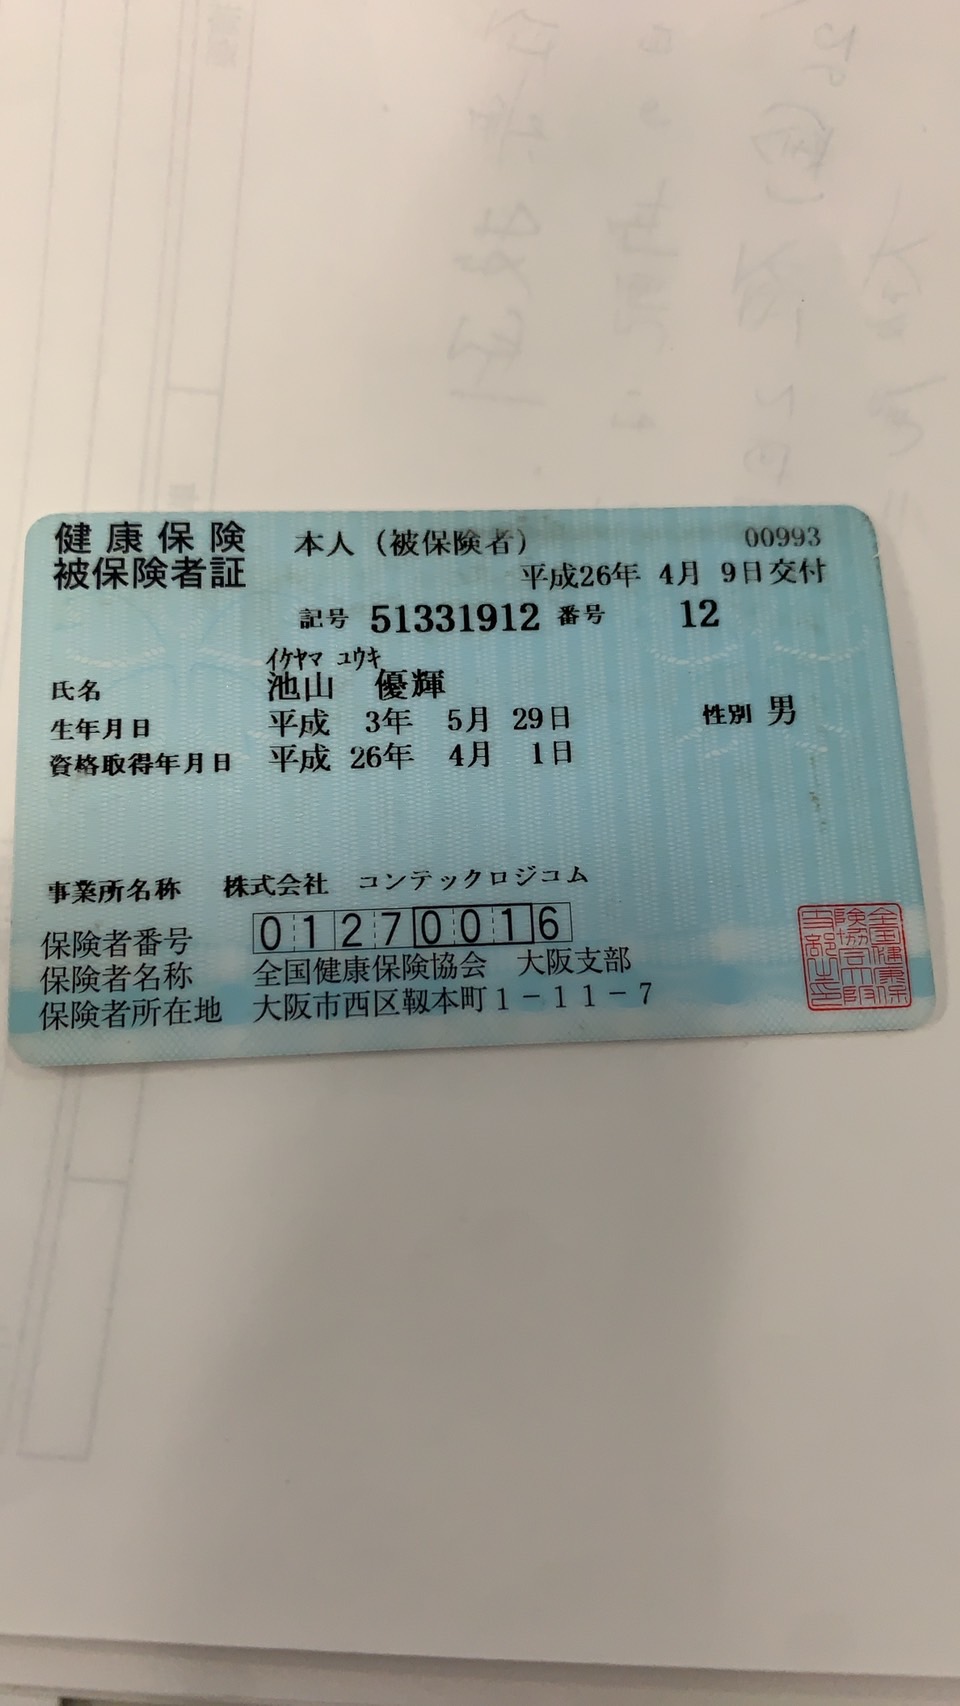 健康保険
被保険者証
本人（被保険者）
00993
平成26年 4月 9日交付
記号 51331912 番号 12
ｲｹﾔﾏ ﾕｳｷ
氏名 池山 優輝
生年月日 平成 3年 5月 29日 性別 男
資格取得年月日 平成 26年 4月 1日
事業所名称 株式会社 コンテックロジコム
保険者番号 01270016
保険者名称 全国健康保険協会 大阪支部
保険者所在地 大阪市西区靱本町１－１１－７